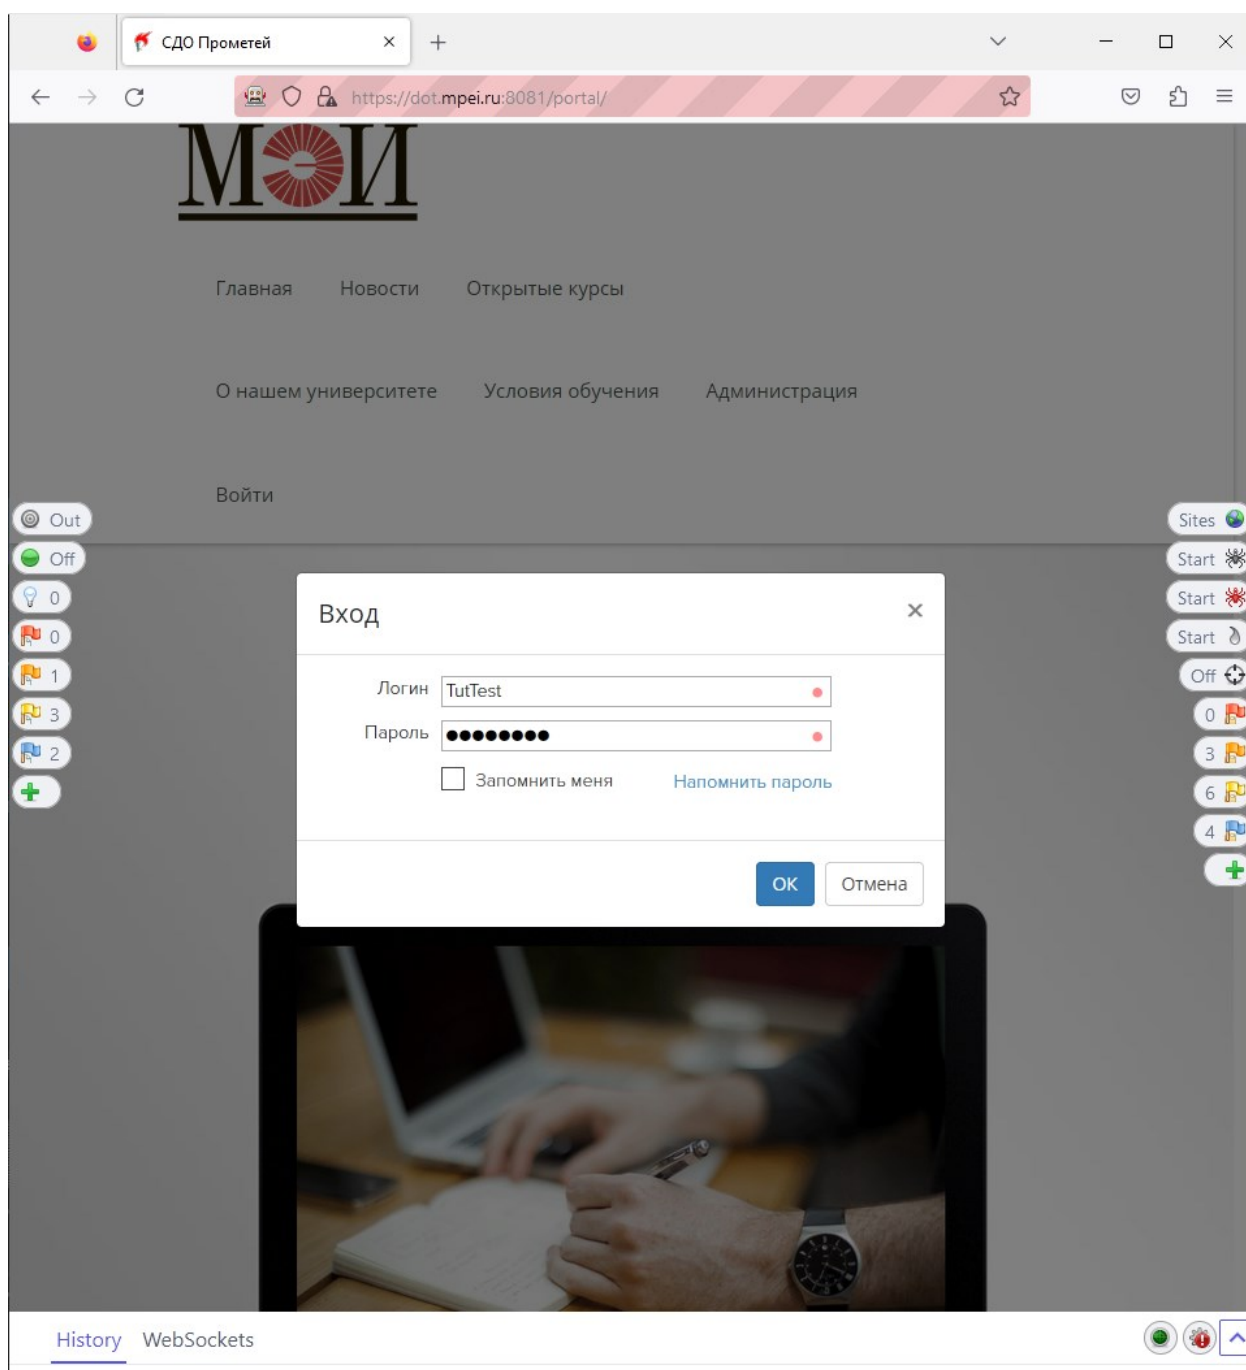 СДО Прометей
https://dot.mpei.ru:8081/portal/
МЭИ
Главная Новости Открытые курсы
О нашем университете Условия обучения Администрация
Войти
Out
Off
0
0
1
3
2
Sites
Start
Start
Start
Off
0
3
6
4
Вход
Логин TutTest
Пароль ●●●●●●●●
Запомнить меня Напомнить пароль
ОК Отмена
History WebSockets